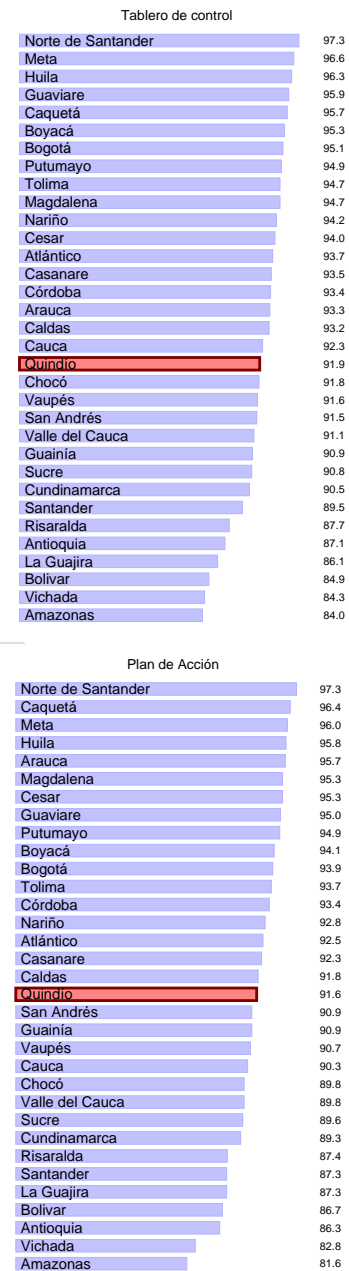 Tablero de control
Norte de Santander 97.3
Meta 96.6
Huila 96.3
Guaviare 95.9
Caquetá 95.7
Boyacá 95.3
Bogotá 95.1
Putumayo 94.9
Tolima 94.7
Magdalena 94.7
Nariño 94.2
Cesar 94.0
Atlántico 93.7
Casanare 93.5
Córdoba 93.4
Arauca 93.3
Caldas 93.2
Cauca 92.3
Quindío 91.9
Chocó 91.8
Vaupés 91.6
San Andrés 91.5
Valle del Cauca 91.1
Guainía 90.9
Sucre 90.8
Cundinamarca 90.5
Santander 89.5
Risaralda 87.7
Antioquia 87.1
La Guajira 86.1
Bolivar 84.9
Vichada 84.3
Amazonas 84.0
Plan de Acción
Norte de Santander 97.3
Caquetá 96.4
Meta 96.0
Huila 95.8
Arauca 95.7
Magdalena 95.3
Cesar 95.3
Guaviare 95.0
Putumayo 94.9
Boyacá 94.1
Bogotá 93.9
Tolima 93.7
Córdoba 93.4
Nariño 92.8
Atlántico 92.5
Casanare 92.3
Caldas 91.8
Quindío 91.6
San Andrés 90.9
Guainía 90.9
Vaupés 90.7
Cauca 90.3
Chocó 89.8
Valle del Cauca 89.8
Sucre 89.6
Cundinamarca 89.3
Risaralda 87.4
Santander 87.3
La Guajira 87.3
Bolivar 86.7
Antioquia 86.3
Vichada 82.8
Amazonas 81.6